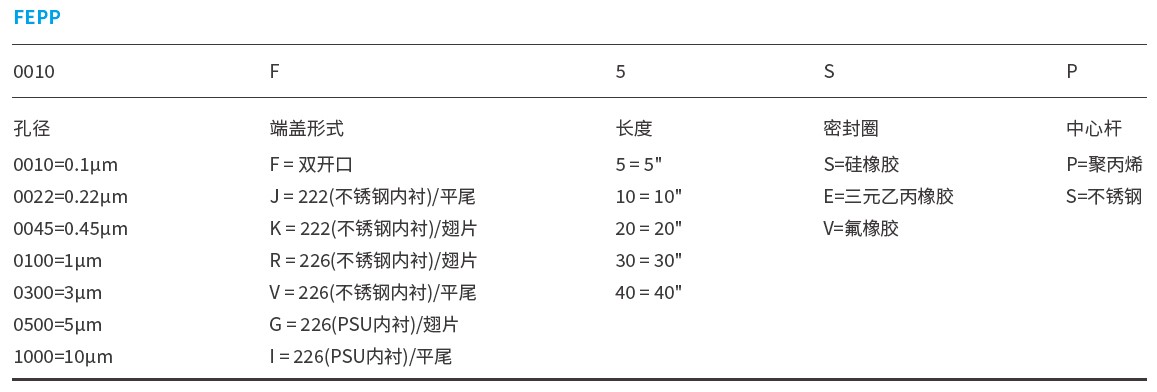 FEPP
0010 F 5 S P
孔径 端盖形式 长度 密封圈 中心杆
0010=0.1μm F = 双开口 5 = 5" S=硅橡胶 P=聚丙烯
0022=0.22μm J = 222(不锈钢内衬)/平尾 10 = 10" E=三元乙丙橡胶 S=不锈钢
0045=0.45μm K = 222(不锈钢内衬)/翅片 20 = 20" V=氟橡胶
0100=1μm R = 226(不锈钢内衬)/翅片 30 = 30"
0300=3μm V = 226(不锈钢内衬)/平尾 40 = 40"
0500=5μm G = 226(PSU内衬)/翅片
1000=10μm I = 226(PSU内衬)/平尾